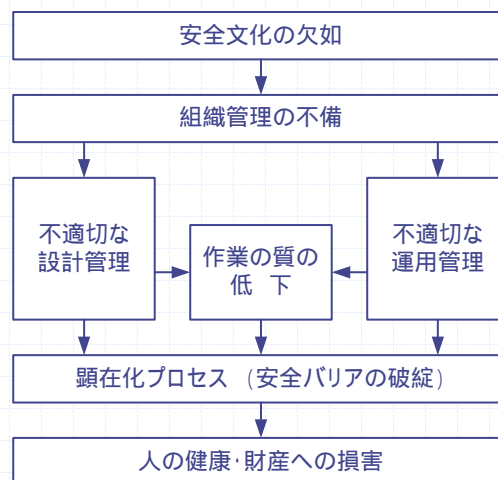 安全文化の欠如
組織管理の不備
不適切な
設計管理
作業の質の
低 下
不適切な
運用管理
顕在化プロセス (安全バリアの破綻)
人の健康･財産への損害